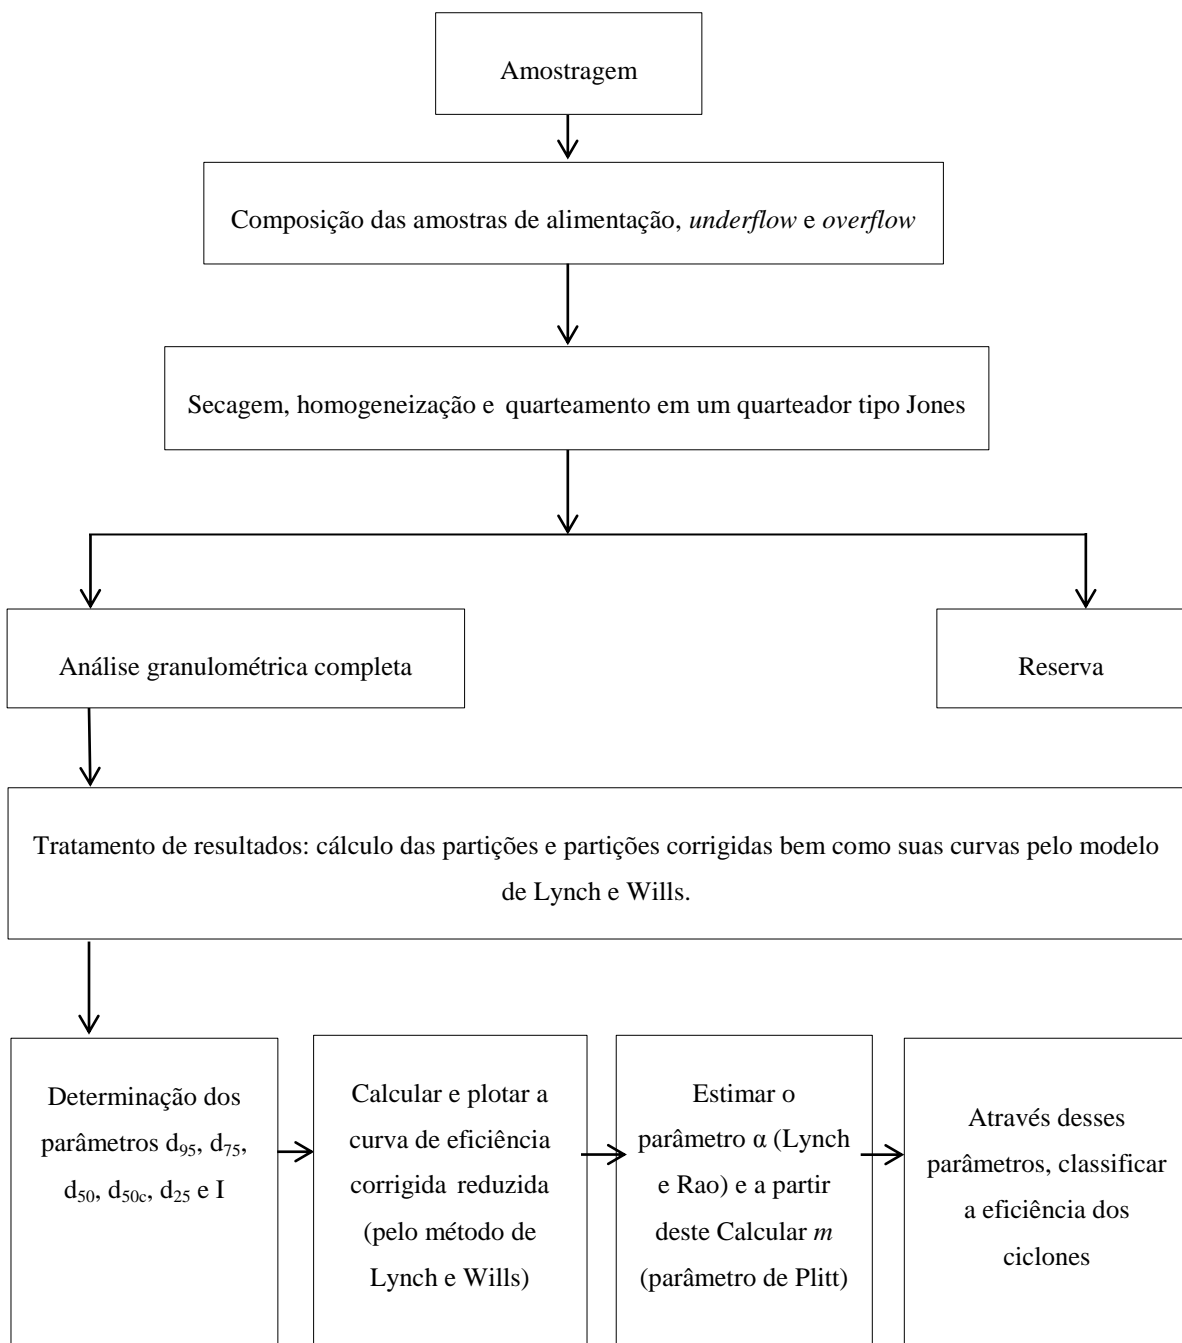 Amostragem
Composição das amostras de alimentação, underflow e overflow
Secagem, homogeneização e quarteamento em um quarteador tipo Jones
Análise granulométrica completa
Reserva
Tratamento de resultados: cálculo das partições e partições corrigidas bem como suas curvas pelo modelo
de Lynch e Wills.
Determinação dos
parâmetros d95, d75,
d50, d50c, d25 e I
Calcular e plotar a
curva de eficiência
corrigida reduzida
(pelo método de
Lynch e Wills)
Estimar o
parâmetro α (Lynch
e Rao) e a partir
deste Calcular m
(parâmetro de Plitt)
Através desses
parâmetros, classificar
a eficiência dos
ciclones